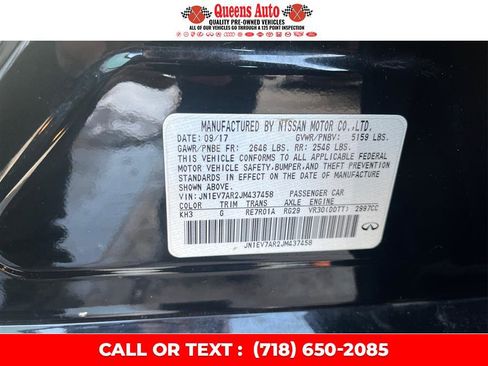 Queens Auto
QUALITY PRE-OWNED VEHICLES
ALL OF OUR VEHICLES GO THROUGH A 125 POINT INSPECTION
MANUFACTURED BY NISSAN MOTOR CO.,LTD.
DATE: 09/17 GVWR/PNBV: 5159 LBS.
GAWR/PNBE FR: 2646 LBS. RR: 2546 LBS.
THIS VEHICLE CONFORMS TO ALL APPLICABLE FEDERAL
MOTOR VEHICLE SAFETY,BUMPER, AND THEFT PREVENTION
STANDARDS IN EFFECT ON THE DATE OF MANUFACTURE
SHOWN ABOVE.
VIN: JN1EV7AR2JM437458 PASSENGER CAR
COLOR TRIM TRANS AXLE ENGINE
KH3 G RE7R01A RG29 VR30(DDTT) 2997CC
JN1EV7AR2JM437458
CALL OR TEXT : (718) 650-2085